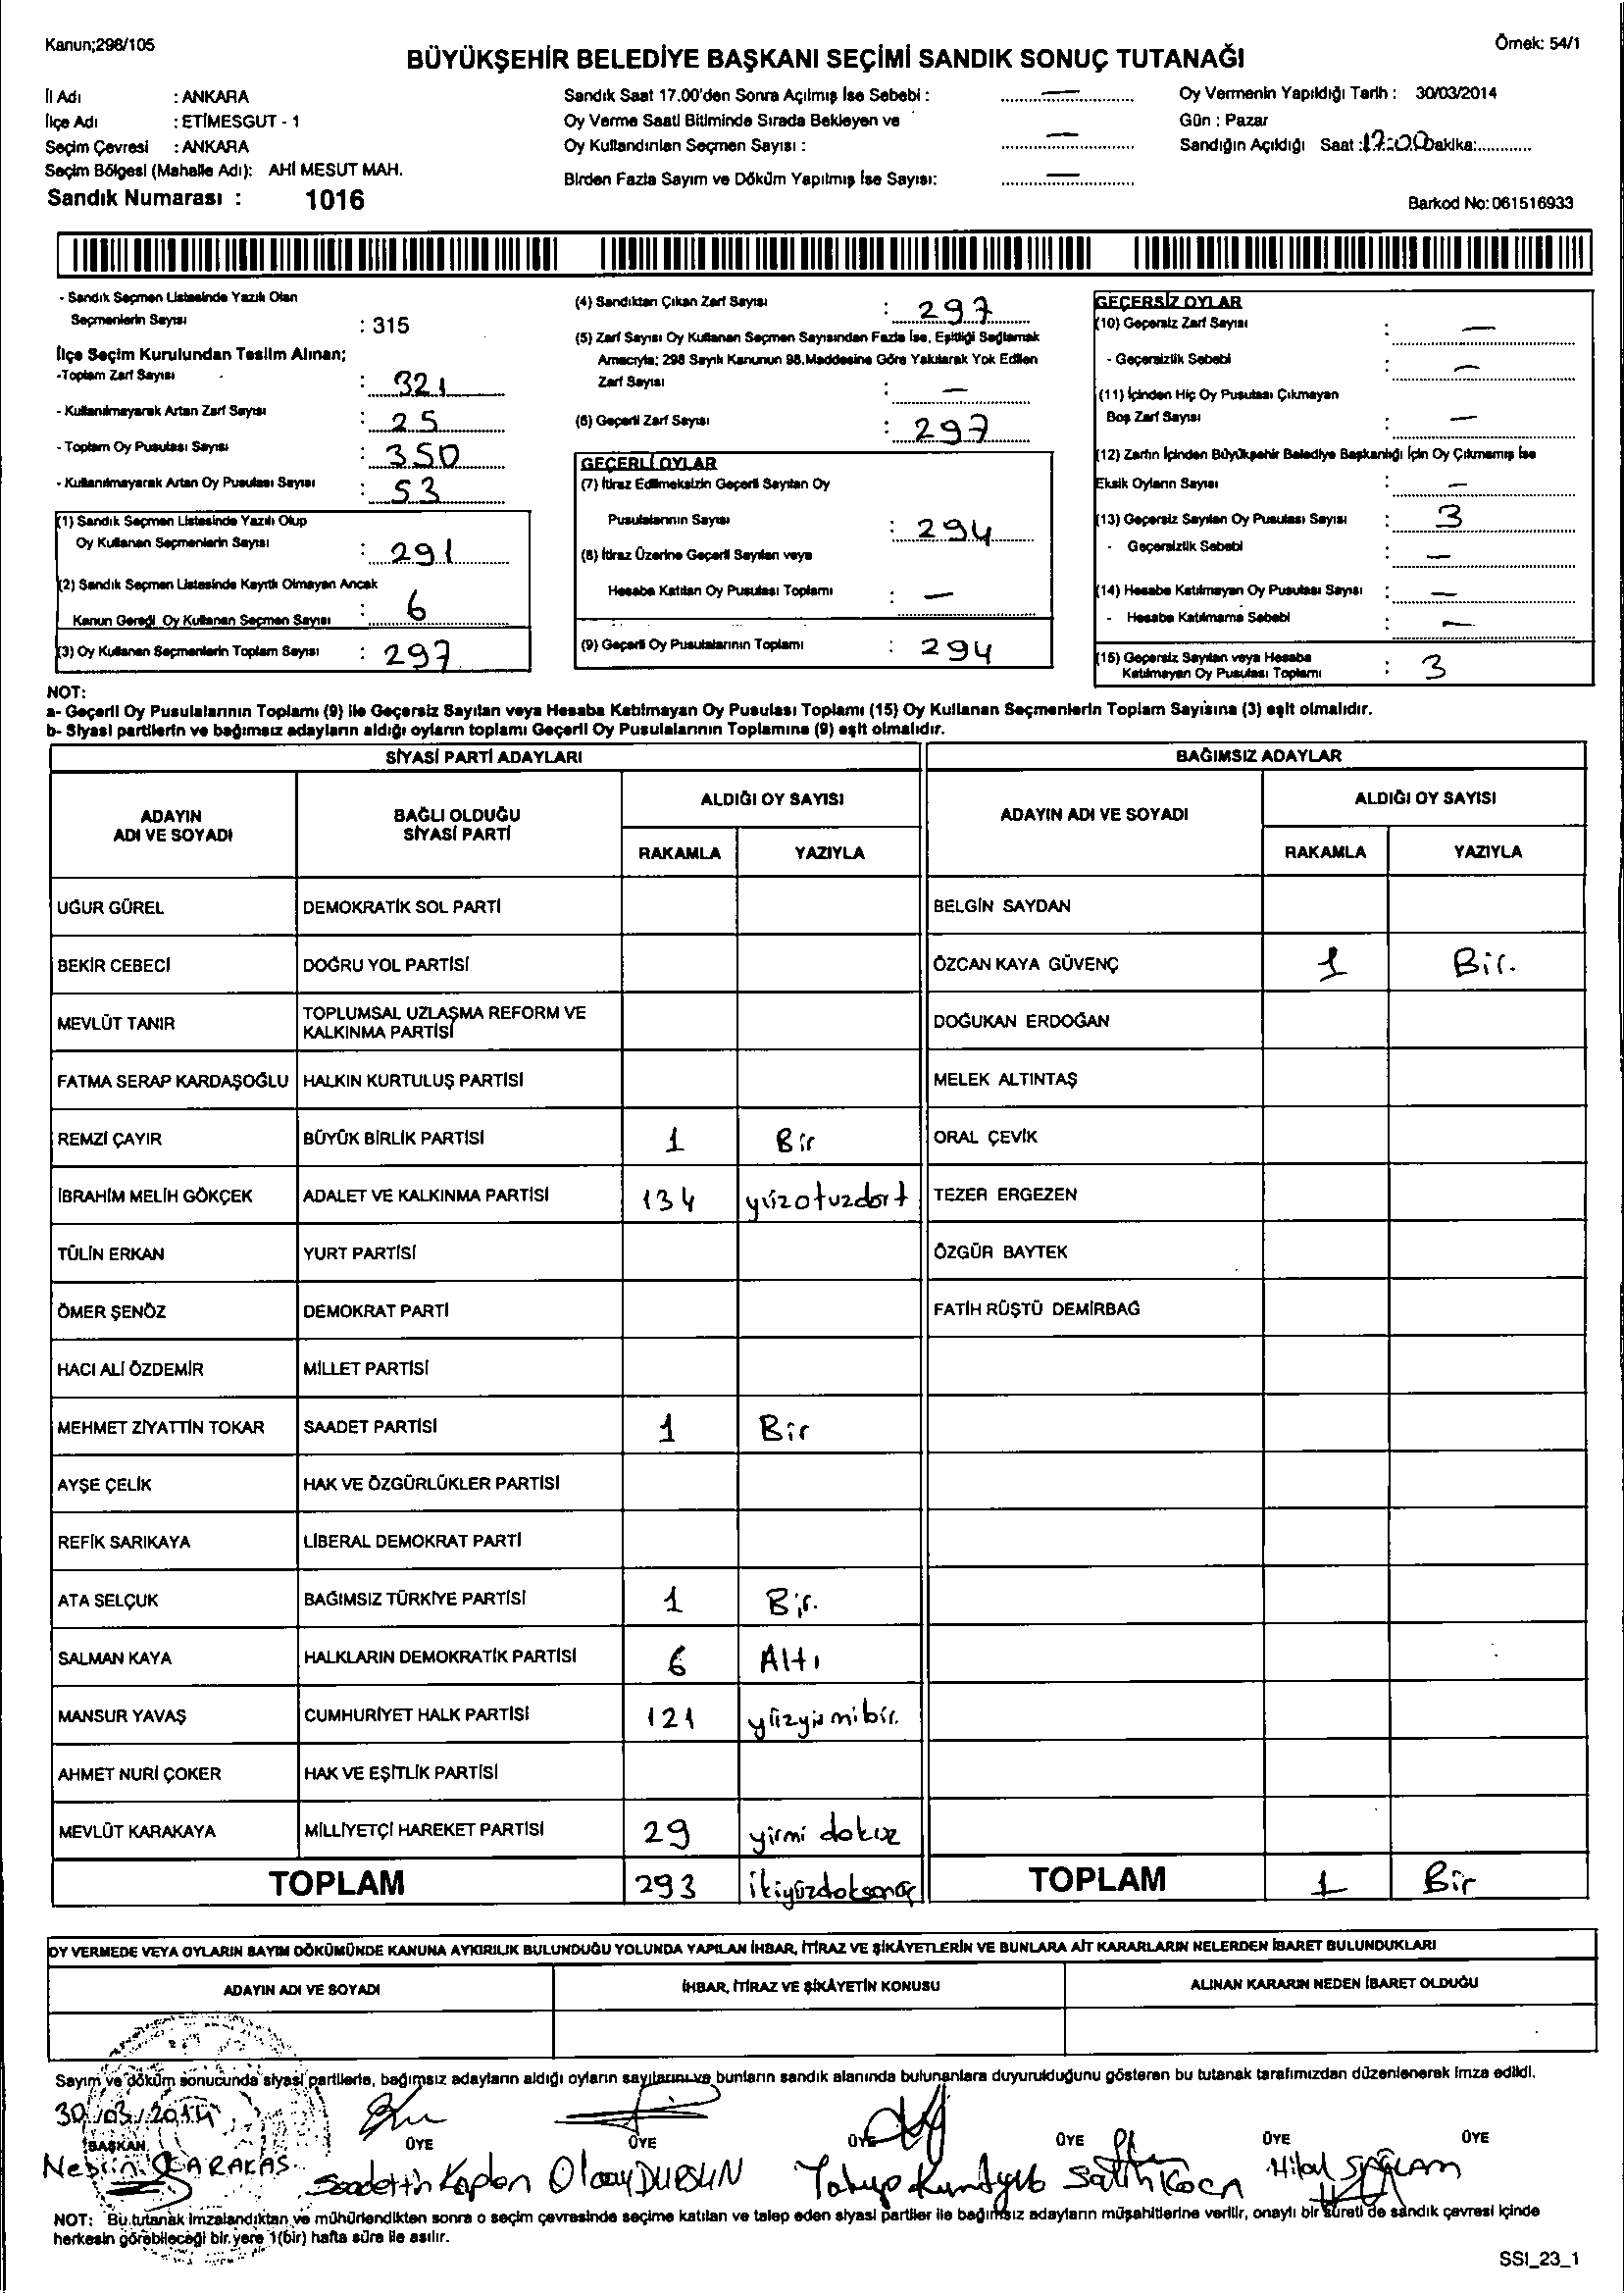 Kanun;298/105
Örnek: 54/1
BÜYÜKŞEHİR BELEDİYE BAŞKANI SEÇİMİ SANDIK SONUÇ TUTANAĞI
İl Adı : ANKARA
İlçe Adı : ETİMESGUT - 1
Seçim Çevresi : ANKARA
Seçim Bölgesi (Mahalle Adı): AHİ MESUT MAH.
Sandık Numarası : 1016
Sandık Saat 17.00'den Sonra Açılmış İse Sebebi : —
Oy Verme Saati Bitiminde Sırada Bekleyen ve
Oy Kullandırılan Seçmen Sayısı : —
Birden Fazla Sayım ve Döküm Yapılmış İse Sayısı: —
Oy Vermenin Yapıldığı Tarih : 30/03/2014
Gün : Pazar
Sandığın Açıldığı Saat :17:00 Dakika:............
Barkod No: 061516933
- Sandık Seçmen Listesinde Yazılı Olan
Seçmenlerin Sayısı : 315
İlçe Seçim Kurulundan Teslim Alınan;
-Toplam Zarf Sayısı : 321
- Kullanılmayarak Artan Zarf Sayısı : 25
- Toplam Oy Pusulası Sayısı : 350
- Kullanılmayarak Artan Oy Pusulası Sayısı : 53
(1) Sandık Seçmen Listesinde Yazılı Olup
Oy Kullanan Seçmenlerin Sayısı : 291
(2) Sandık Seçmen Listesinde Kayıtlı Olmayan Ancak
Kanun Gereği Oy Kullanan Seçmen Sayısı : 6
(3) Oy Kullanan Seçmenlerin Toplam Sayısı : 297
(4) Sandıktan Çıkan Zarf Sayısı : 297
(5) Zarf Sayısı Oy Kullanan Seçmen Sayısından Fazla İse, Eşitliği Sağlamak
Amacıyla; 298 Sayılı Kanunun 98.Maddesine Göre Yakılarak Yok Edilen
Zarf Sayısı : —
(6) Geçerli Zarf Sayısı : 297
GEÇERLİ OYLAR
(7) İtiraz Edilmeksizin Geçerli Sayılan Oy
Pusulalarının Sayısı : 294
(8) İtiraz Üzerine Geçerli Sayılan veya
Hesaba Katılan Oy Pusulası Toplamı : —
(9) Geçerli Oy Pusulalarının Toplamı : 294
GEÇERSİZ OYLAR
(10) Geçersiz Zarf Sayısı : —
- Geçersizlik Sebebi : —
(11) İçinden Hiç Oy Pusulası Çıkmayan
Boş Zarf Sayısı : —
(12) Zarfın İçinden Büyükşehir Belediye Başkanlığı İçin Oy Çıkmamış İse
Eksik Oyların Sayısı : —
(13) Geçersiz Sayılan Oy Pusulası Sayısı : 3
- Geçersizlik Sebebi : —
(14) Hesaba Katılmayan Oy Pusulası Sayısı : —
- Hesaba Katılmama Sebebi : —
(15) Geçersiz Sayılan veya Hesaba
Katılmayan Oy Pusulası Toplamı : 3
NOT:
a- Geçerli Oy Pusulalarının Toplamı (9) ile Geçersiz Sayılan veya Hesaba Katılmayan Oy Pusulası Toplamı (15) Oy Kullanan Seçmenlerin Toplam Sayısına (3) eşit olmalıdır.
b- Siyasi partilerin ve bağımsız adayların aldığı oyların toplamı Geçerli Oy Pusulalarının Toplamına (9) eşit olmalıdır.
SİYASİ PARTİ ADAYLARI
ADAYIN ADI VE SOYADI BAĞLI OLDUĞU SİYASİ PARTİ ALDIĞI OY SAYISI
RAKAMLA YAZIYLA
UĞUR GÜREL DEMOKRATİK SOL PARTİ
BEKİR CEBECİ DOĞRU YOL PARTİSİ
MEVLÜT TANIR TOPLUMSAL UZLAŞMA REFORM VE KALKINMA PARTİSİ
FATMA SERAP KARDAŞOĞLU HALKIN KURTULUŞ PARTİSİ
REMZİ ÇAYIR BÜYÜK BİRLİK PARTİSİ 1 Bir
İBRAHİM MELİH GÖKÇEK ADALET VE KALKINMA PARTİSİ 134 yüzotuzdört
TÜLİN ERKAN YURT PARTİSİ
ÖMER ŞENÖZ DEMOKRAT PARTİ
HACI ALİ ÖZDEMİR MİLLET PARTİSİ
MEHMET ZİYATTİN TOKAR SAADET PARTİSİ 1 Bir
AYŞE ÇELİK HAK VE ÖZGÜRLÜKLER PARTİSİ
REFİK SARIKAYA LİBERAL DEMOKRAT PARTİ
ATA SELÇUK BAĞIMSIZ TÜRKİYE PARTİSİ 1 Bir.
SALMAN KAYA HALKLARIN DEMOKRATİK PARTİSİ 6 Altı
MANSUR YAVAŞ CUMHURİYET HALK PARTİSİ 121 yüzyirmibir.
AHMET NURİ ÇOKER HAK VE EŞİTLİK PARTİSİ
MEVLÜT KARAKAYA MİLLİYETÇİ HAREKET PARTİSİ 29 yirmi dokuz
TOPLAM 293 ikiyüzdoksanüç
BAĞIMSIZ ADAYLAR
ADAYIN ADI VE SOYADI ALDIĞI OY SAYISI
RAKAMLA YAZIYLA
BELGİN SAYDAN
ÖZCAN KAYA GÜVENÇ 1 Bir.
DOĞUKAN ERDOĞAN
MELEK ALTINTAŞ
ORAL ÇEVİK
TEZER ERGEZEN
ÖZGÜR BAYTEK
FATİH RÜŞTÜ DEMİRBAĞ
TOPLAM 1 Bir
OY VERMEDE VEYA OYLARIN SAYIM DÖKÜMÜNDE KANUNA AYKIRILIK BULUNDUĞU YOLUNDA YAPILAN İHBAR, İTİRAZ VE ŞİKÂYETLERİN VE BUNLARA AİT KARARLARIN NELERDEN İBARET BULUNDUKLARI
ADAYIN ADI VE SOYADI İHBAR, İTİRAZ VE ŞİKÂYETİN KONUSU ALINAN KARARIN NEDEN İBARET OLDUĞU
Sayım ve döküm sonucunda siyasi partilerle, bağımsız adayların aldığı oyların sayılarını ve bunların sandık alanında bulunanlara duyurulduğunu gösteren bu tutanak tarafımızdan düzenlenerek imza edildi.
30/03/2014
BAŞKAN ÜYE ÜYE ÜYE ÜYE ÜYE ÜYE
Nesrin KARAKAŞ Saadettin Kaplan Olcay DURSUN Yakup Salih Koca Hilal SAĞLAM
NOT: Bu tutanak imzalandıktan ve mühürlendikten sonra o seçim çevresinde seçime katılan ve talep eden siyasi partiler ile bağımsız adayların müşahitlerine verilir, onaylı bir sureti de sandık çevresi içinde
herkesin görebileceği bir yere 1(bir) hafta süre ile asılır.
SSI_23_1